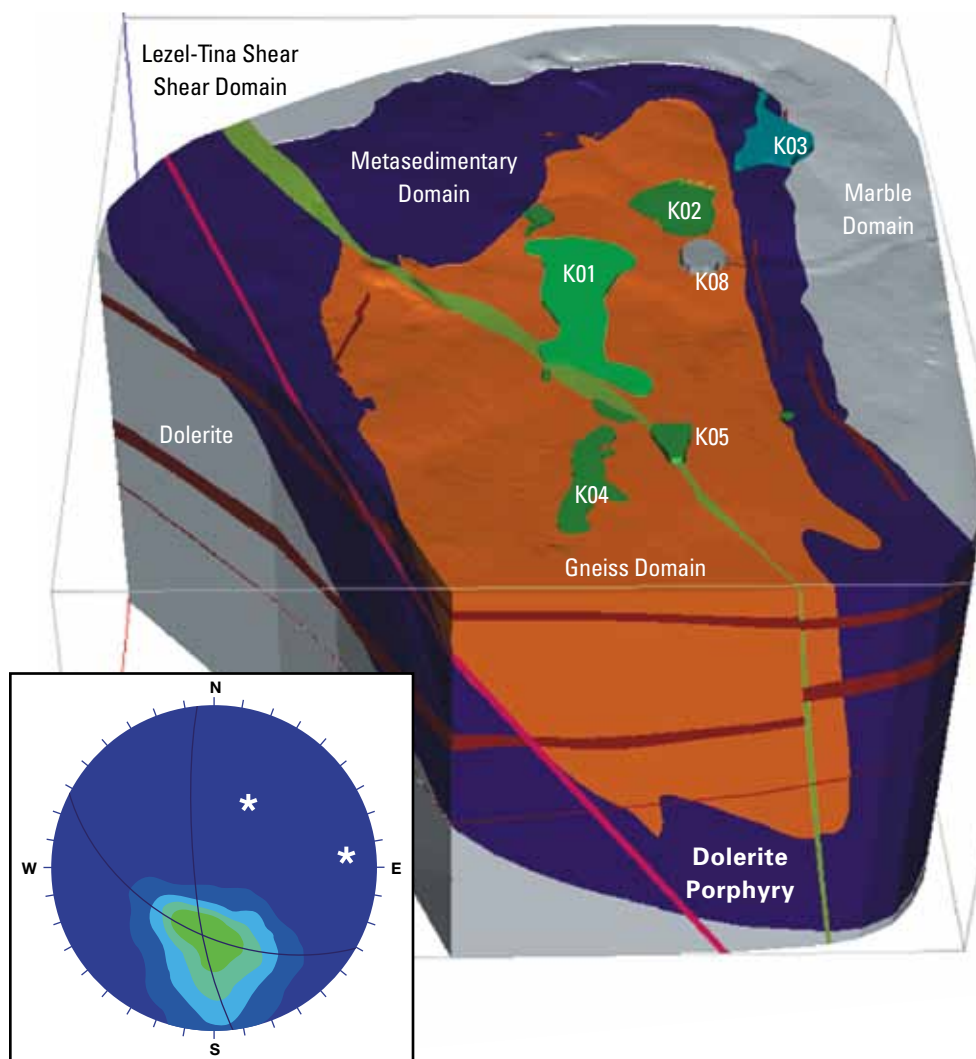 Lezel-Tina Shear
Shear Domain
Metasedimentary
Domain
K03
K02
Marble
Domain
K01
K08
Dolerite
K05
K04
Gneiss Domain
N
W
E
S
*
*
Dolerite
Porphyry